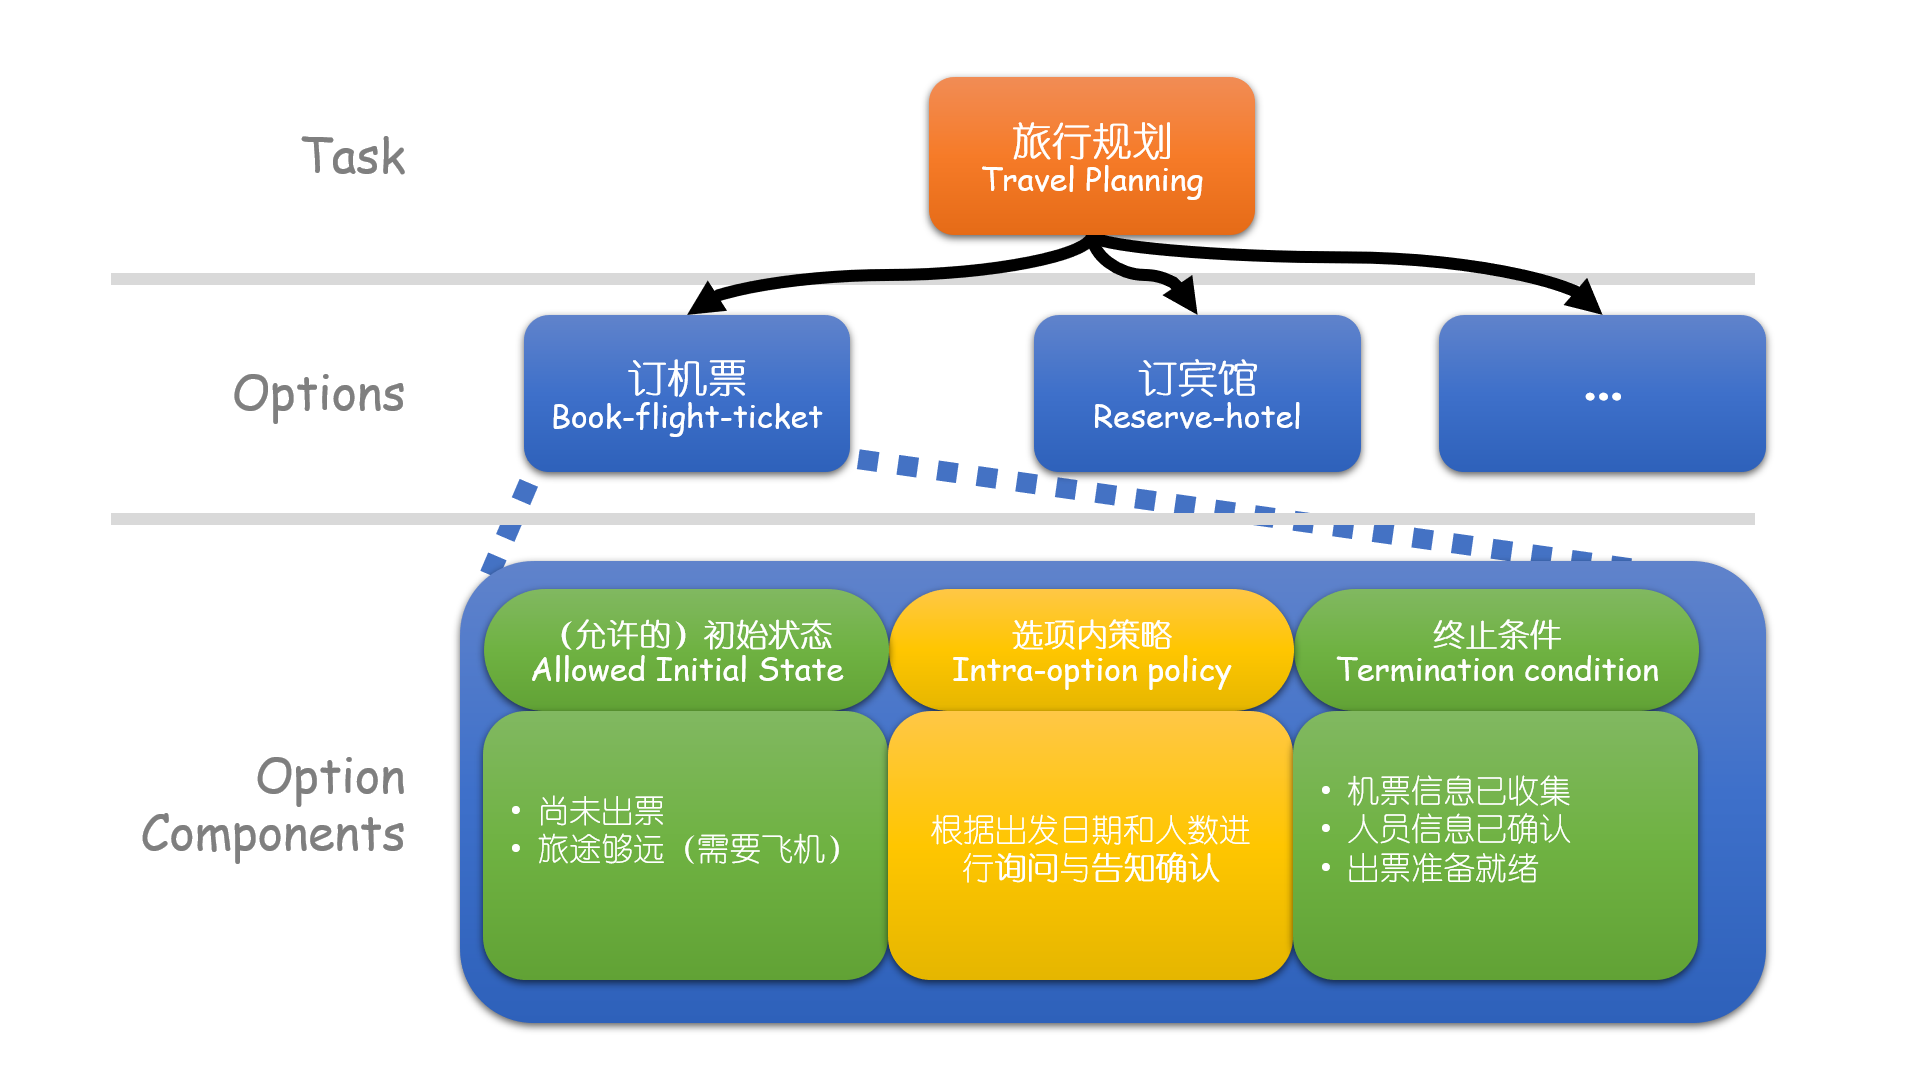 Task
旅行规划
Travel Planning
Options
订机票
Book-flight-ticket
订宾馆
Reserve-hotel
...
Option
Components
（允许的）初始状态
Allowed Initial State
选项内策略
Intra-option policy
终止条件
Termination condition
• 尚未出票
• 旅途够远（需要飞机）
根据出发日期和人数进
行询问与告知确认
• 机票信息已收集
• 人员信息已确认
• 出票准备就绪